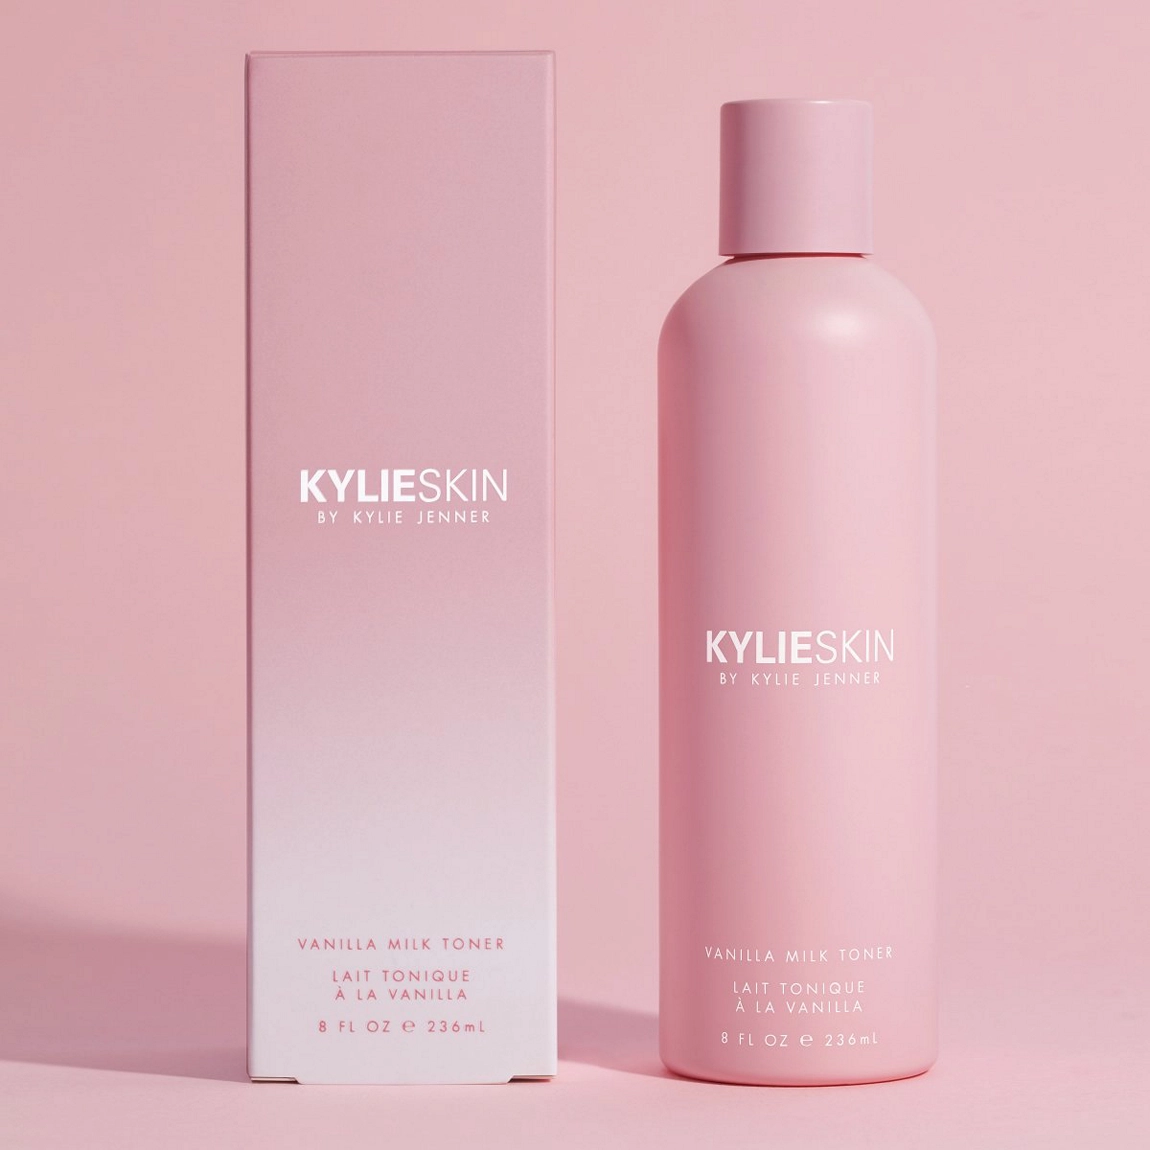 KYLIESKIN
BY KYLIE JENNER
VANILLA MILK TONER
LAIT TONIQUE
À LA VANILLA
8 FL OZ ℮ 236mL
KYLIESKIN
BY KYLIE JENNER
VANILLA MILK TONER
LAIT TONIQUE
À LA VANILLA
8 FL OZ ℮ 236mL